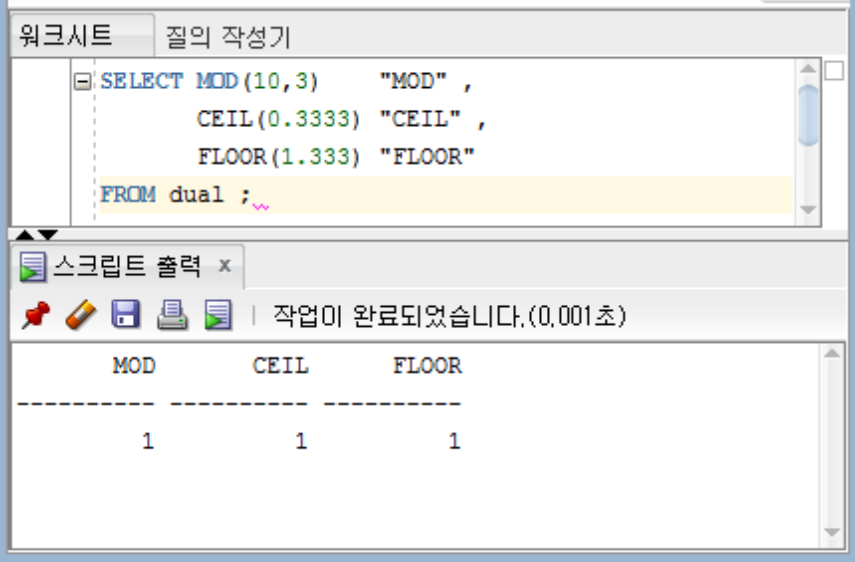 워크시트 질의 작성기
SELECT MOD(10,3) "MOD" ,
CEIL(0.3333) "CEIL" ,
FLOOR(1.333) "FLOOR"
FROM dual ;
스크립트 출력 x
작업이 완료되었습니다.(0.001초)
MOD CEIL FLOOR
---------- ---------- ----------
1 1 1